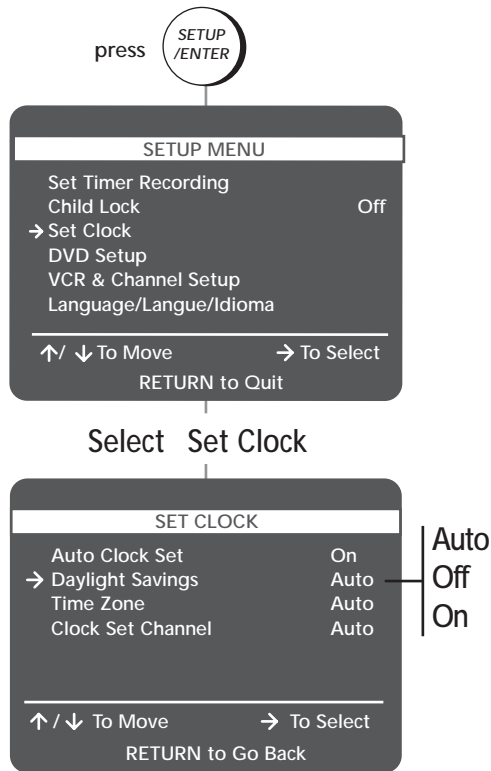 press SETUP
/ENTER
SETUP MENU
Set Timer Recording
Child Lock Off
→ Set Clock
DVD Setup
VCR & Channel Setup
Language/Langue/Idioma
↑/ ↓ To Move → To Select
RETURN to Quit
Select Set Clock
SET CLOCK
Auto Clock Set On
→ Daylight Savings Auto
Time Zone Auto
Clock Set Channel Auto
Auto
Off
On
↑/↓ To Move → To Select
RETURN to Go Back